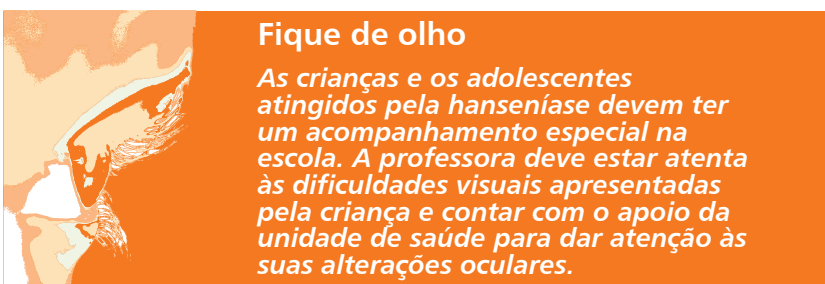 Fique de olho
As crianças e os adolescentes
atingidos pela hanseníase devem ter
um acompanhamento especial na
escola. A professora deve estar atenta
às dificuldades visuais apresentadas
pela criança e contar com o apoio da
unidade de saúde para dar atenção às
suas alterações oculares.